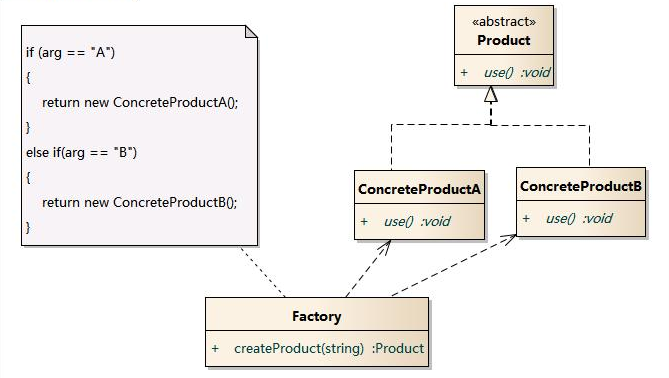 if (arg == "A")
{
return new ConcreteProductA();
}
else if(arg == "B")
{
return new ConcreteProductB();
}
«abstract»
Product
+ use() :void
ConcreteProductA
+ use() :void
ConcreteProductB
+ use() :void
Factory
+ createProduct(string) :Product